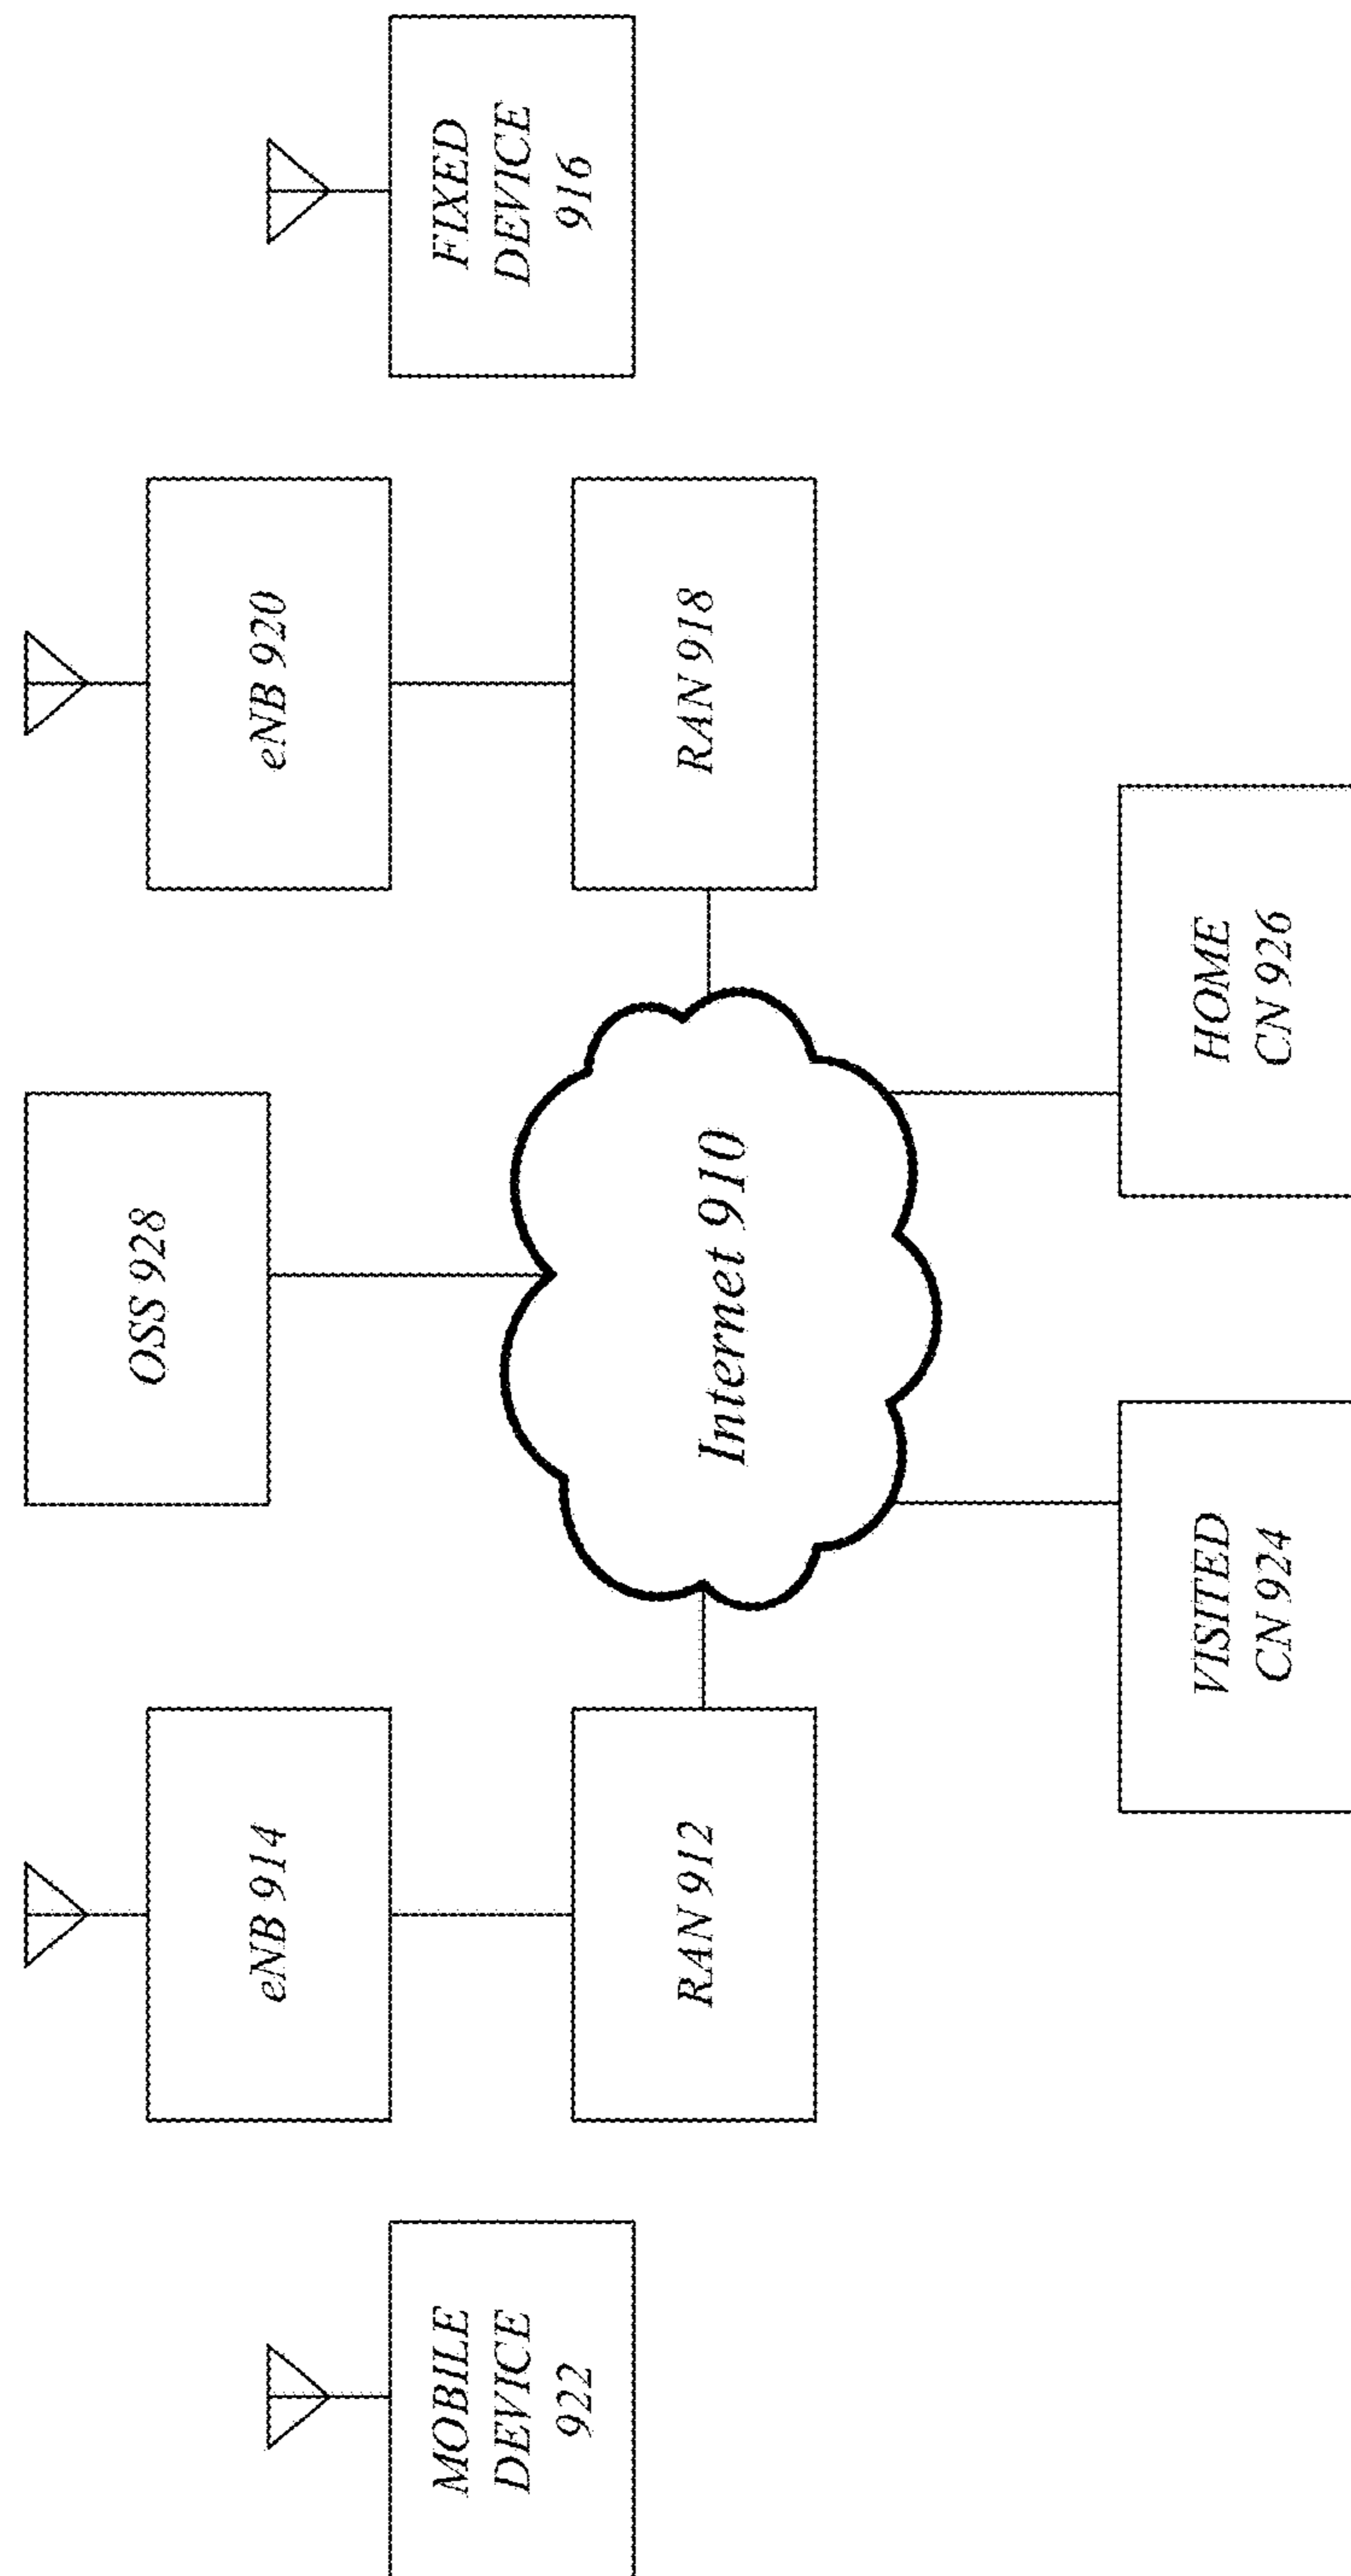 OSS 928
eNB 914
eNB 920
MOBILE
DEVICE
922
FIXED
DEVICE
916
RAN 912
Internet 910
RAN 918
VISITED
CN 924
HOME
CN 926